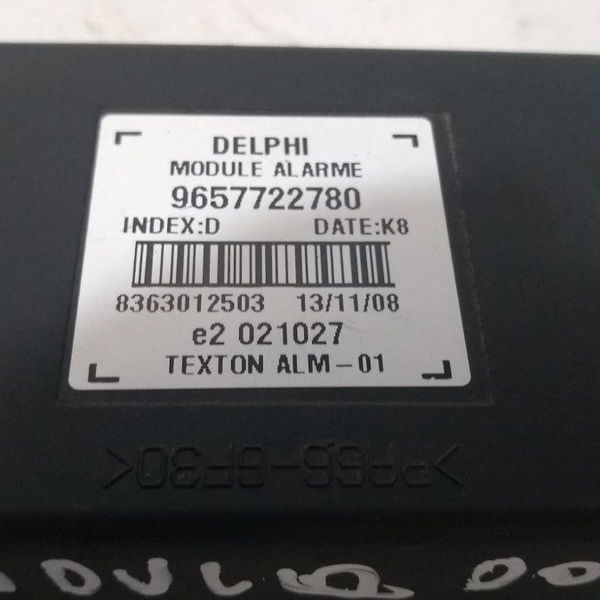 DELPHI
MODULE ALARME
9657722780
INDEX:D DATE:K8
8363012503 13/11/08
e2 021027
TEXTON ALM-01
>PA66-GF30<